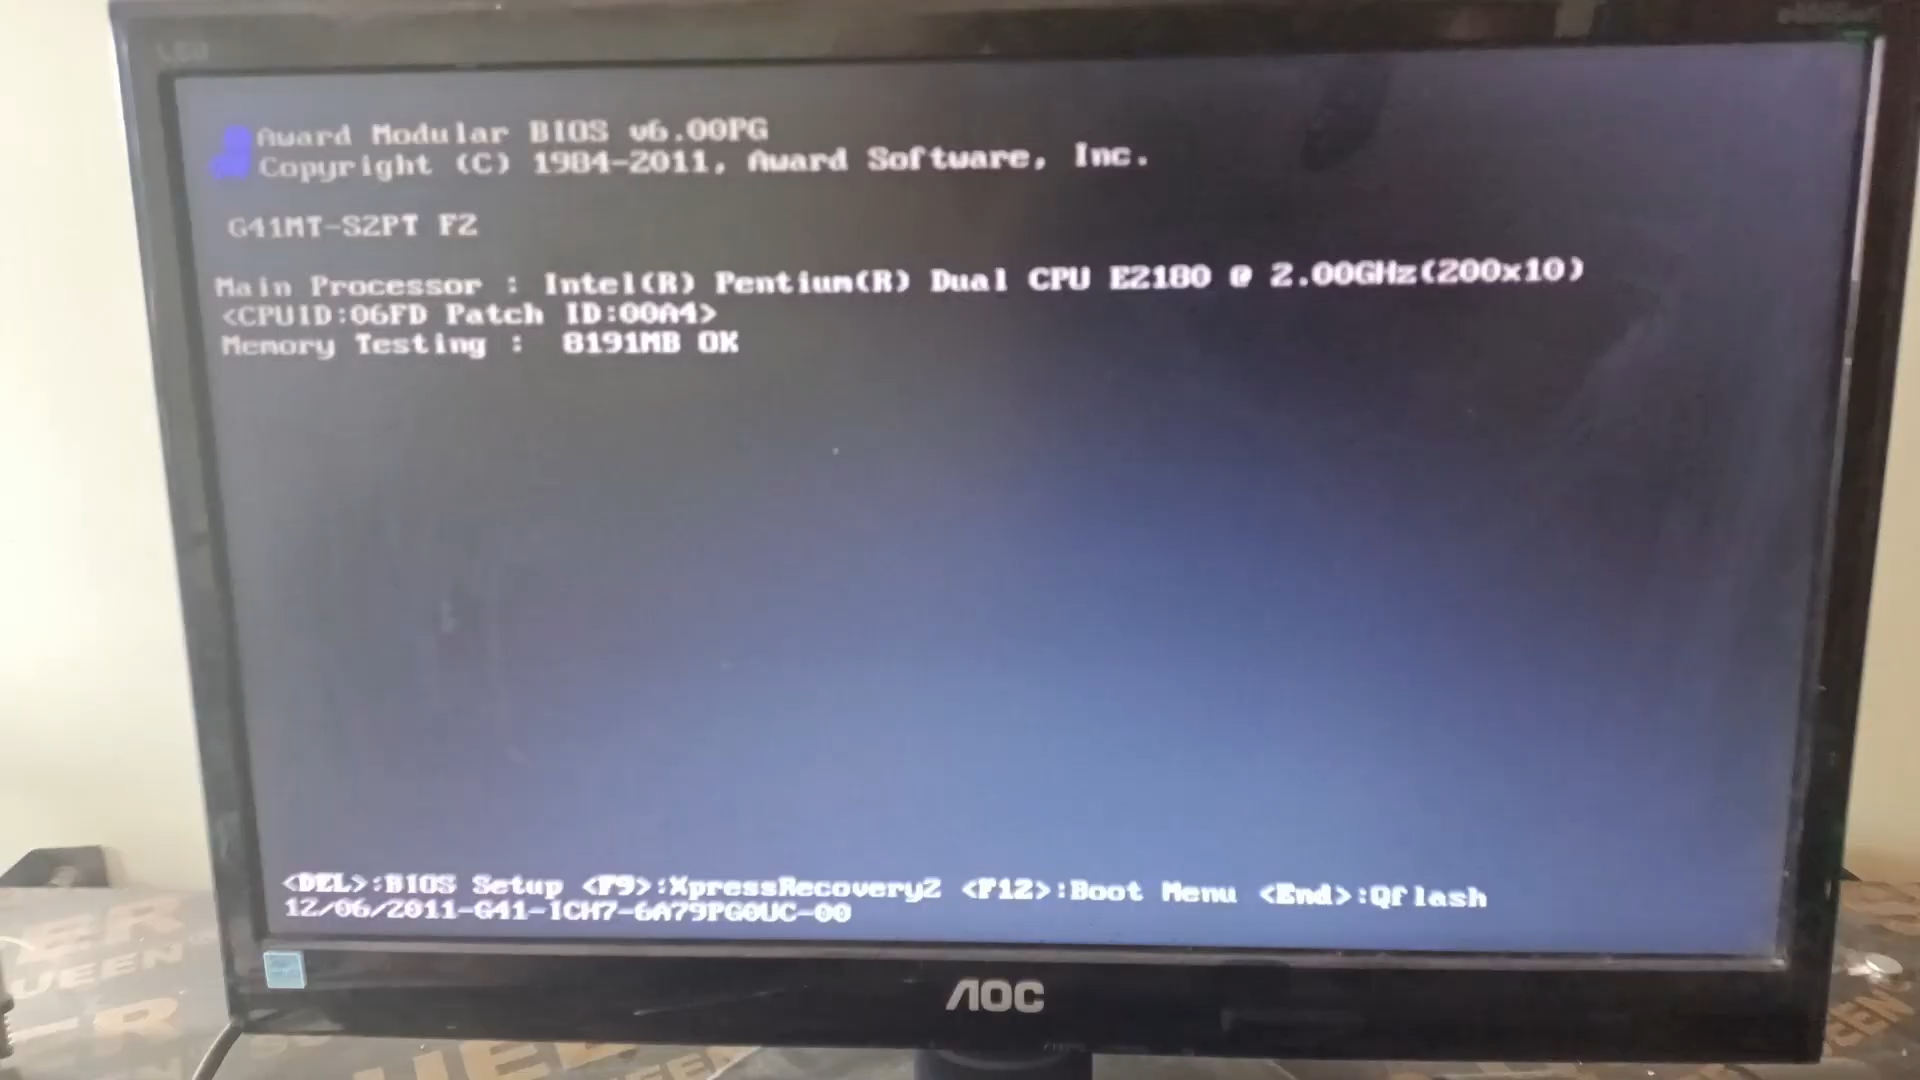 LED
Award Modular BIOS v6.00PG
Copyright (C) 1984-2011, Award Software, Inc.
G41MT-S2PT F2
Main Processor : Intel(R) Pentium(R) Dual CPU E2180 @ 2.00GHz(200x10)
<CPUID:06FD Patch ID:00A4>
Memory Testing : 8191MB OK
<DEL>:BIOS Setup <F9>:XpressRecovery2 <F12>:Boot Menu <End>:Qflash
12/06/2011-G41-ICH7-6A79PG0UC-00
AOC